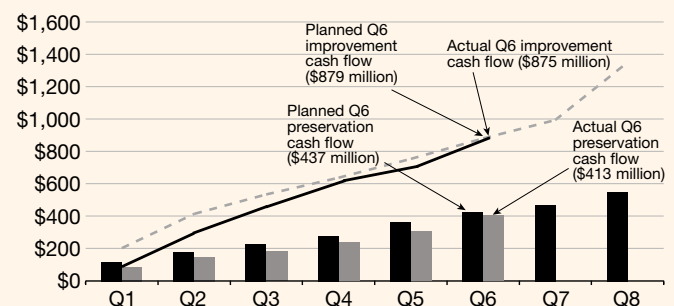 $1,600
$1,400
$1,200
$1,000
$800
$600
$400
$200
$0
Planned Q6
improvement
cash flow
($879 million)
Actual Q6 improvement
cash flow ($875 million)
Planned Q6
preservation
cash flow
($437 million)
Actual Q6
preservation
cash flow
($413 million)
Q1 Q2 Q3 Q4 Q5 Q6 Q7 Q8